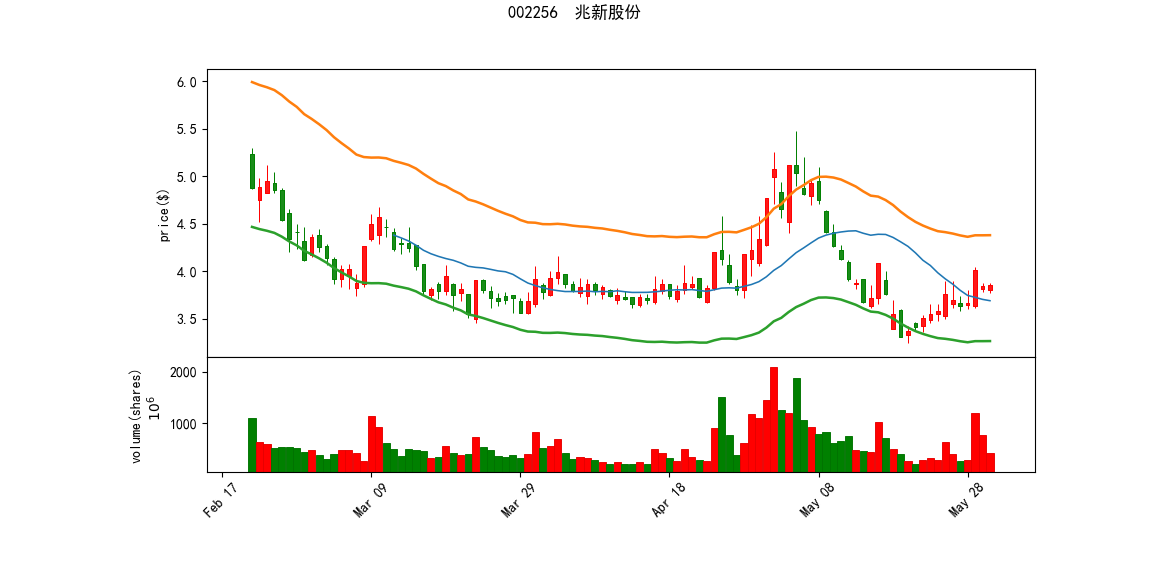 002256  兆新股份
price($)
6.0
5.5
5.0
4.5
4.0
3.5
volume(shares)
10^6
2000
1000
Feb 17
Mar 09
Mar 29
Apr 18
May 08
May 28